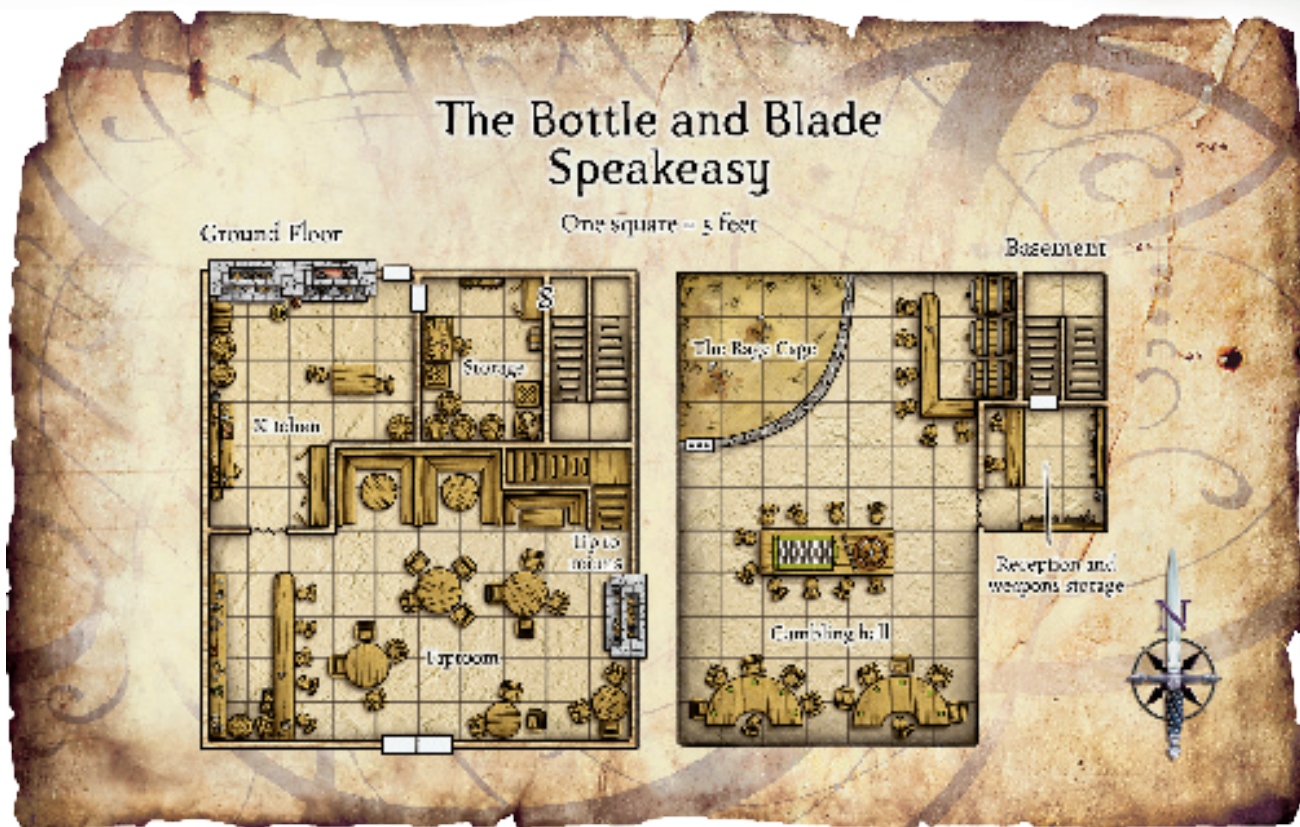 The Bottle and Blade
Speakeasy
One square = 5 feet
Ground Floor
Basement
S
The Rage Cage
Storage
Kitchen
Up to
rooms
Reception and
weapons storage
N
Gambling hall
Taproom